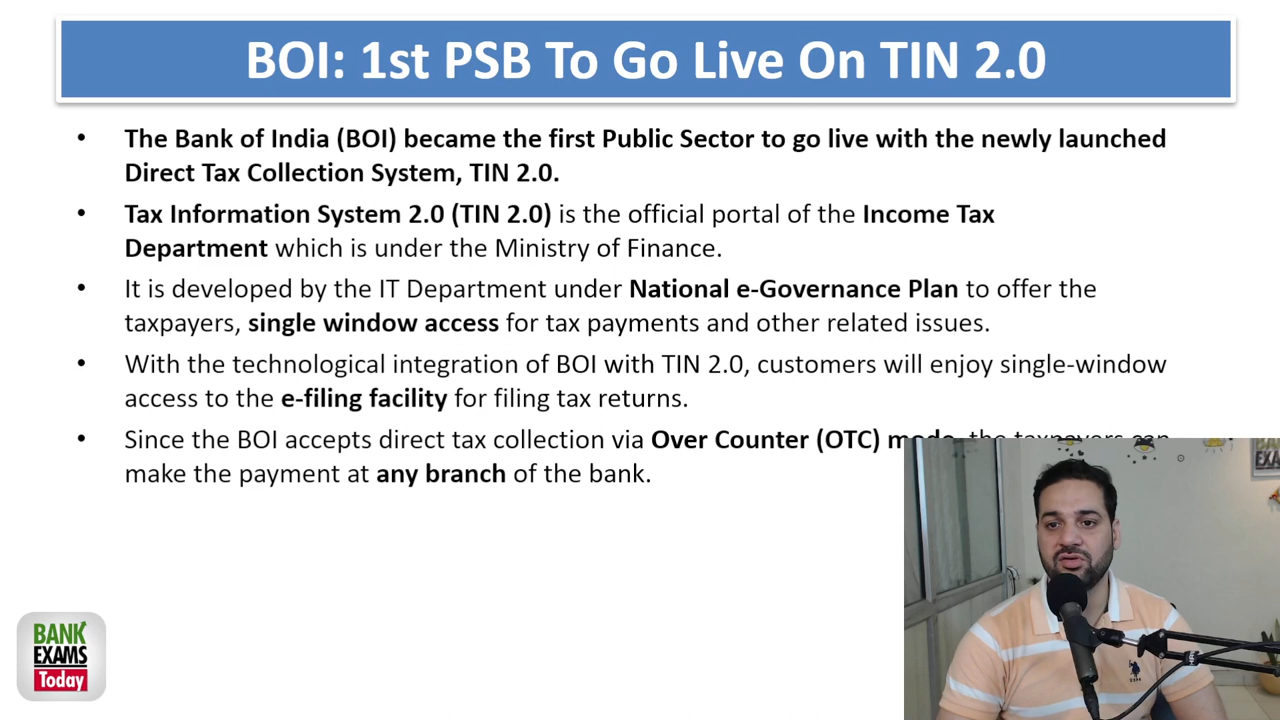 BOI: 1st PSB To Go Live On TIN 2.0
• The Bank of India (BOI) became the first Public Sector to go live with the newly launched
Direct Tax Collection System, TIN 2.0.
• Tax Information System 2.0 (TIN 2.0) is the official portal of the Income Tax
Department which is under the Ministry of Finance.
• It is developed by the IT Department under National e-Governance Plan to offer the
taxpayers, single window access for tax payments and other related issues.
• With the technological integration of BOI with TIN 2.0, customers will enjoy single-window
access to the e-filing facility for filing tax returns.
• Since the BOI accepts direct tax collection via Over Counter (OTC) mode, the taxpayers can
make the payment at any branch of the bank.
BANK
EXAMS
Today